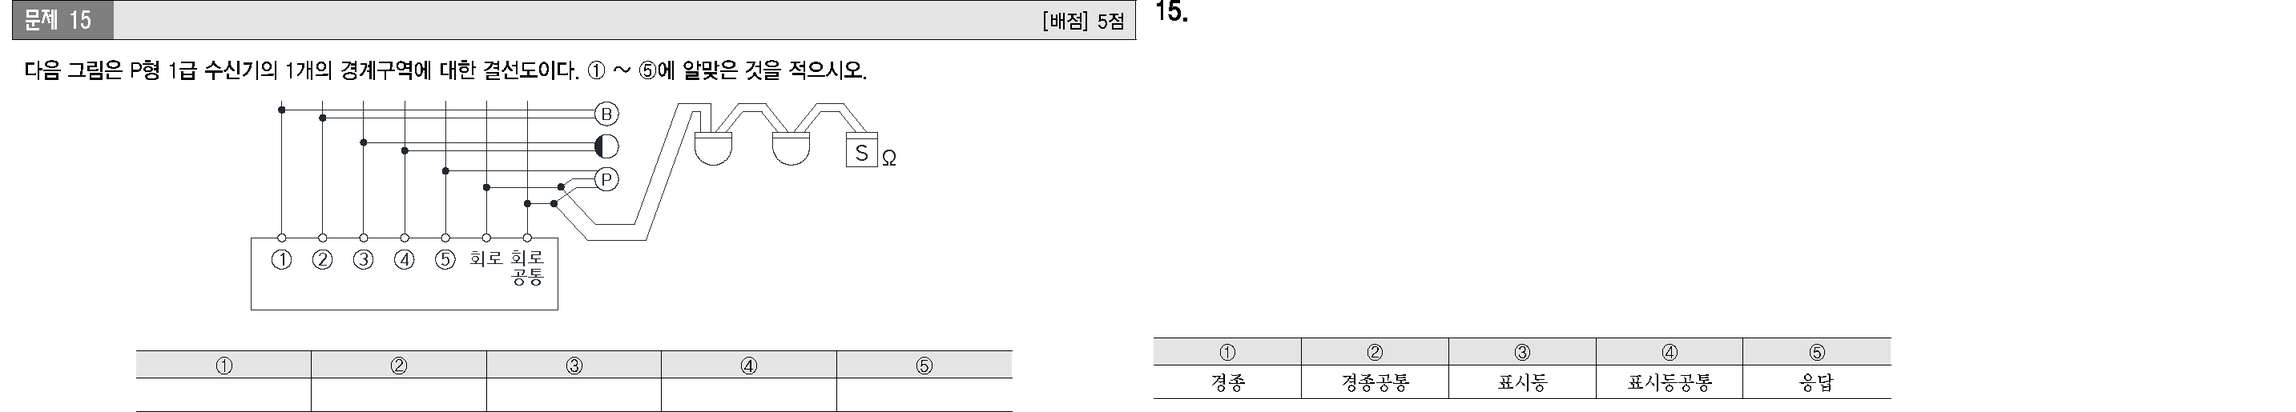 문제 15
[배점] 5점
다음 그림은 P형 1급 수신기의 1개의 경계구역에 대한 결선도이다. ① ~ ⑤에 알맞은 것을 적으시오.
B
P
S Ω
① ② ③ ④ ⑤ 회로 회로
공통
① ② ③ ④ ⑤
15.
① ② ③ ④ ⑤
경종 경종공통 표시등 표시등공통 응답